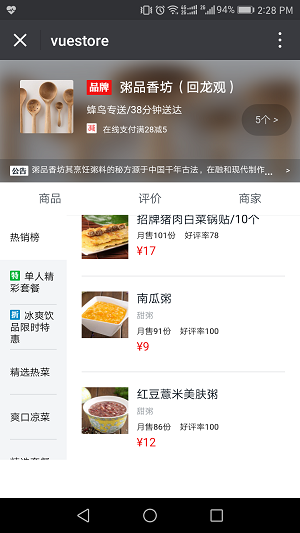 94% 2:28 PM
vuestore
品牌 粥品香坊（回龙观）
蜂鸟专送/38分钟送达
减 在线支付满28减5
5个 >
公告 粥品香坊其烹饪粥料的秘方源于中国千年古法，在融和现代制作...
商品 评价 商家
热销榜
特 单人精
彩套餐
新 冰爽饮
品限时特
惠
精选热菜
爽口凉菜
招牌猪肉白菜锅贴/10个
月售101份 好评率78
¥17
南瓜粥
甜粥
月售91份 好评率100
¥9
红豆薏米美肤粥
甜粥
月售86份 好评率100
¥12